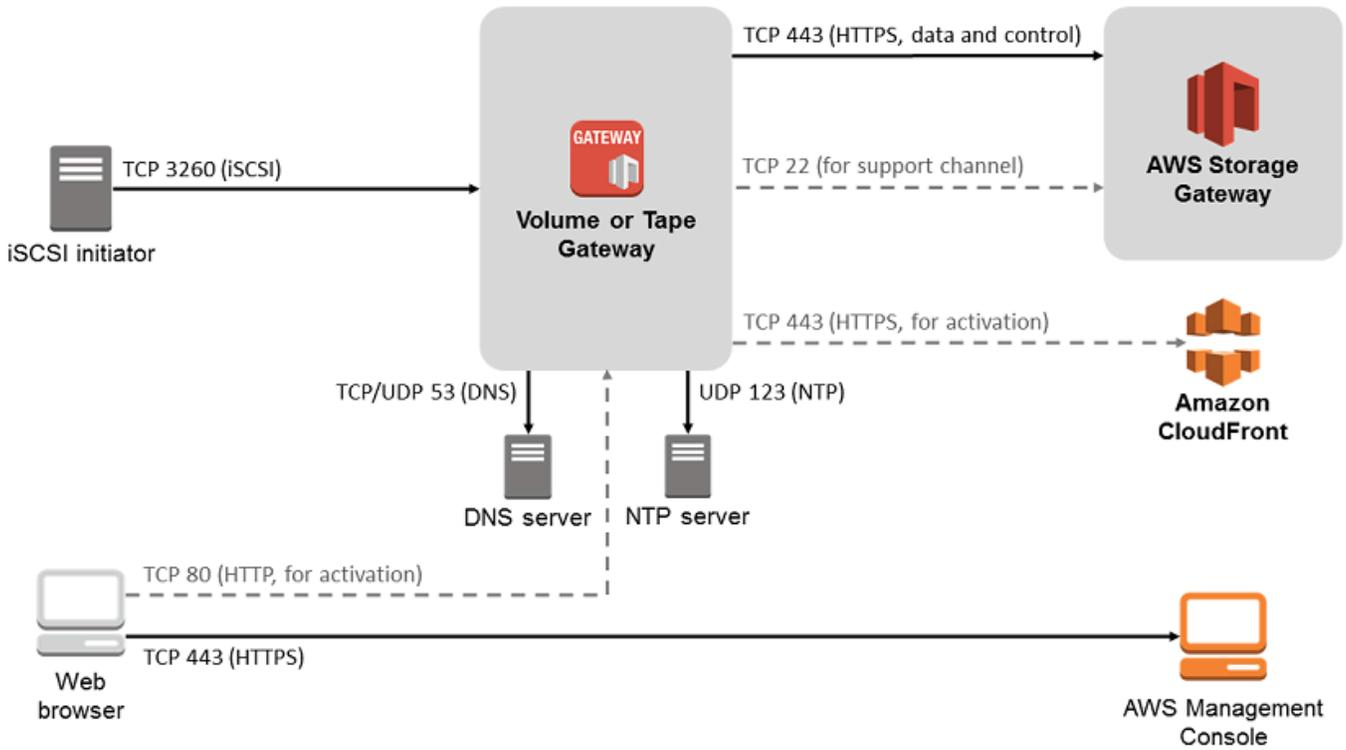 TCP 443 (HTTPS, data and control)
TCP 3260 (iSCSI)
iSCSI initiator
GATEWAY
Volume or Tape
Gateway
TCP 22 (for support channel)
AWS Storage
Gateway
TCP 443 (HTTPS, for activation)
Amazon
CloudFront
TCP/UDP 53 (DNS)
UDP 123 (NTP)
DNS server
NTP server
TCP 80 (HTTP, for activation)
TCP 443 (HTTPS)
Web
browser
AWS Management
Console